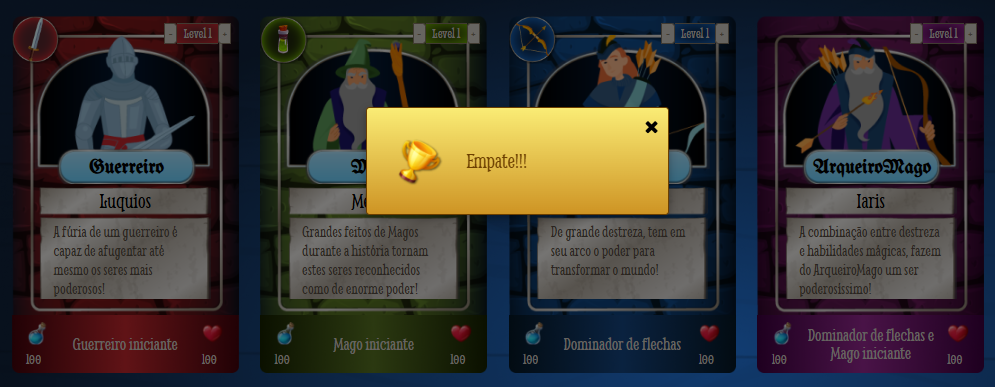 - Level 1 +
- Level 1 +
- Level 1 +
- Level 1 +
Empate!!!
Guerreiro
ArqueiroMago
Luquios
Iaris
A fúria de um guerreiro é
capaz de afugentar até
mesmo os seres mais
poderosos!
Grandes feitos de Magos
durante a história tornam
estes seres reconhecidos
como de enorme poder!
De grande destreza, tem em
seu arco o poder para
transformar o mundo!
A combinação entre destreza
e habilidades mágicas, fazem
do ArqueiroMago um ser
poderosíssimo!
Guerreiro iniciante
100
100
Mago iniciante
100
100
Dominador de flechas
100
100
Dominador de flechas e
Mago iniciante
100
100